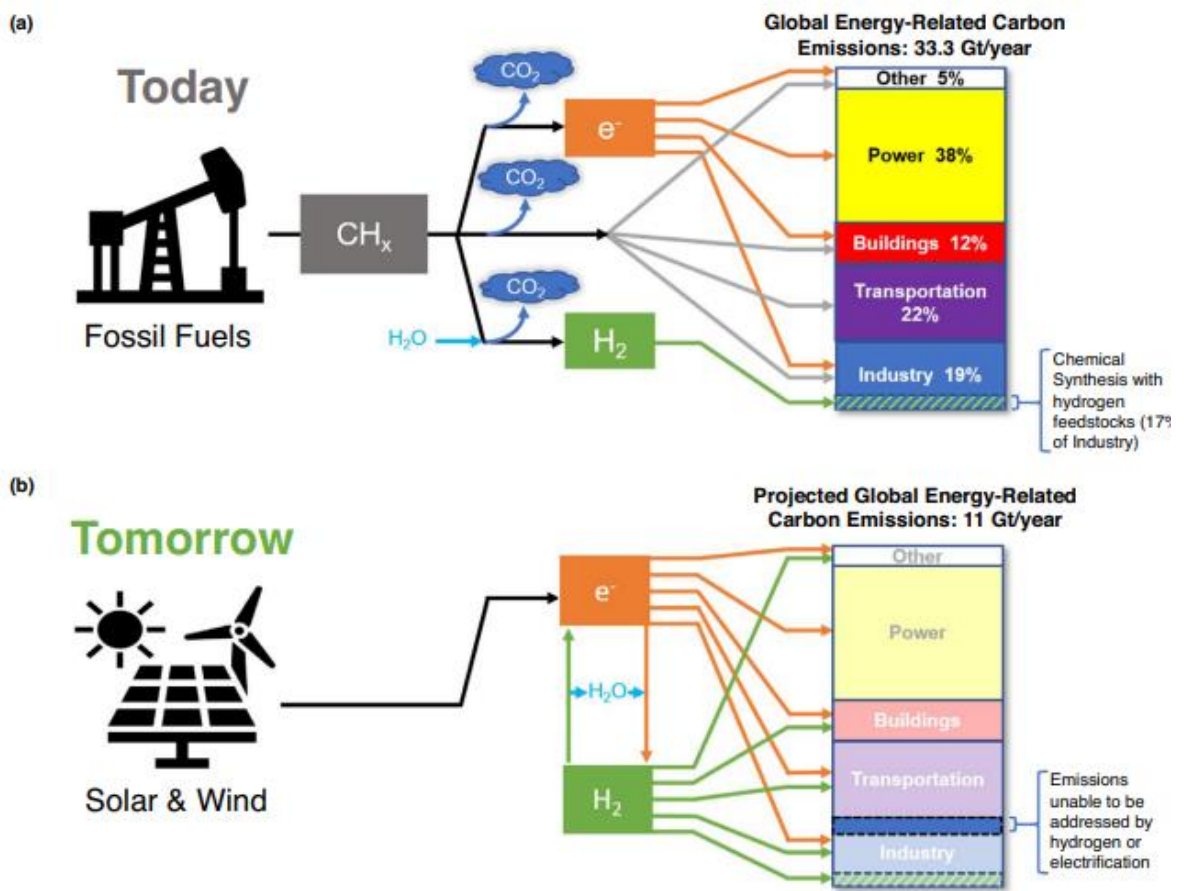 (a)
Global Energy-Related Carbon
Emissions: 33.3 Gt/year
Today
CO2
Other 5%
e-
Power 38%
CO2
CHx
Buildings 12%
Transportation
22%
CO2
Fossil Fuels
H2O
H2
Industry 19%
Chemical
Synthesis with
hydrogen
feedstocks (17%
of Industry)
(b)
Projected Global Energy-Related
Carbon Emissions: 11 Gt/year
Tomorrow
Other
e-
Power
H2O
Buildings
Transportation
Solar & Wind
H2
Industry
Emissions
unable to be
addressed by
hydrogen or
electrification